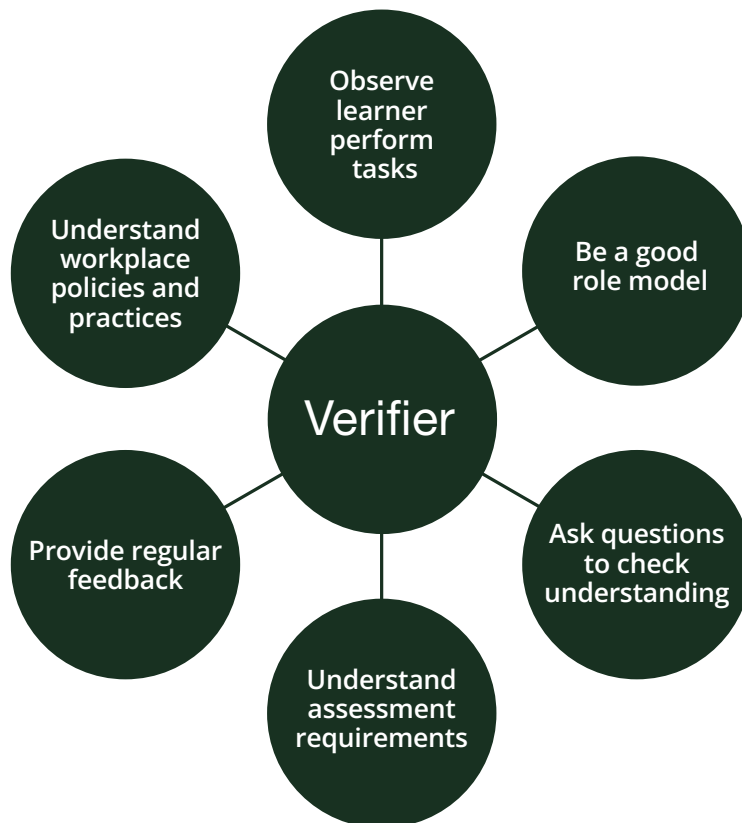 Observe
learner
perform
tasks
Understand
workplace
policies and
practices
Be a good
role model
Verifier
Provide regular
feedback
Ask questions
to check
understanding
Understand
assessment
requirements